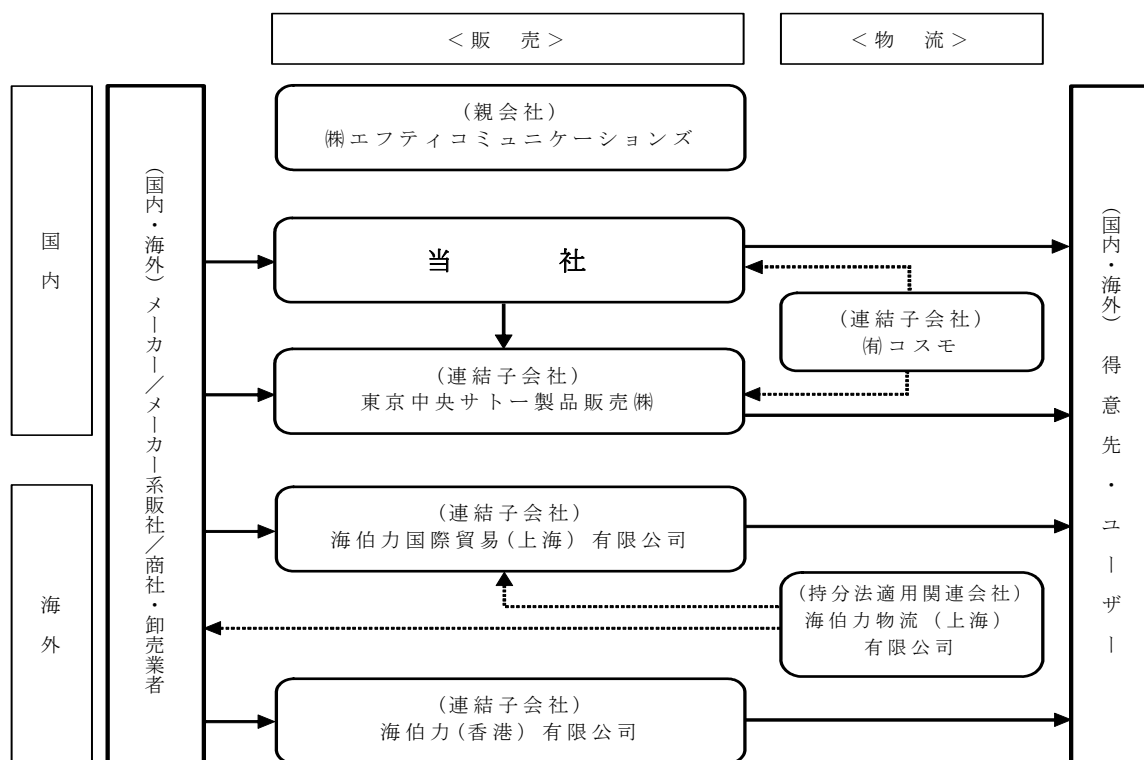 <販　売>
<物　流>
国内
(国内・海外)メーカー/メーカー系販社/商社・卸売業者
(親会社)
㈱エフティコミュニケーションズ
当　社
(連結子会社)
㈲コスモ
(連結子会社)
東京中央サトー製品販売㈱
(国内・海外)得意先・ユーザー
海外
(連結子会社)
海伯力国際貿易(上海)有限公司
(持分法適用関連会社)
海伯力物流(上海)
有限公司
(連結子会社)
海伯力(香港)有限公司